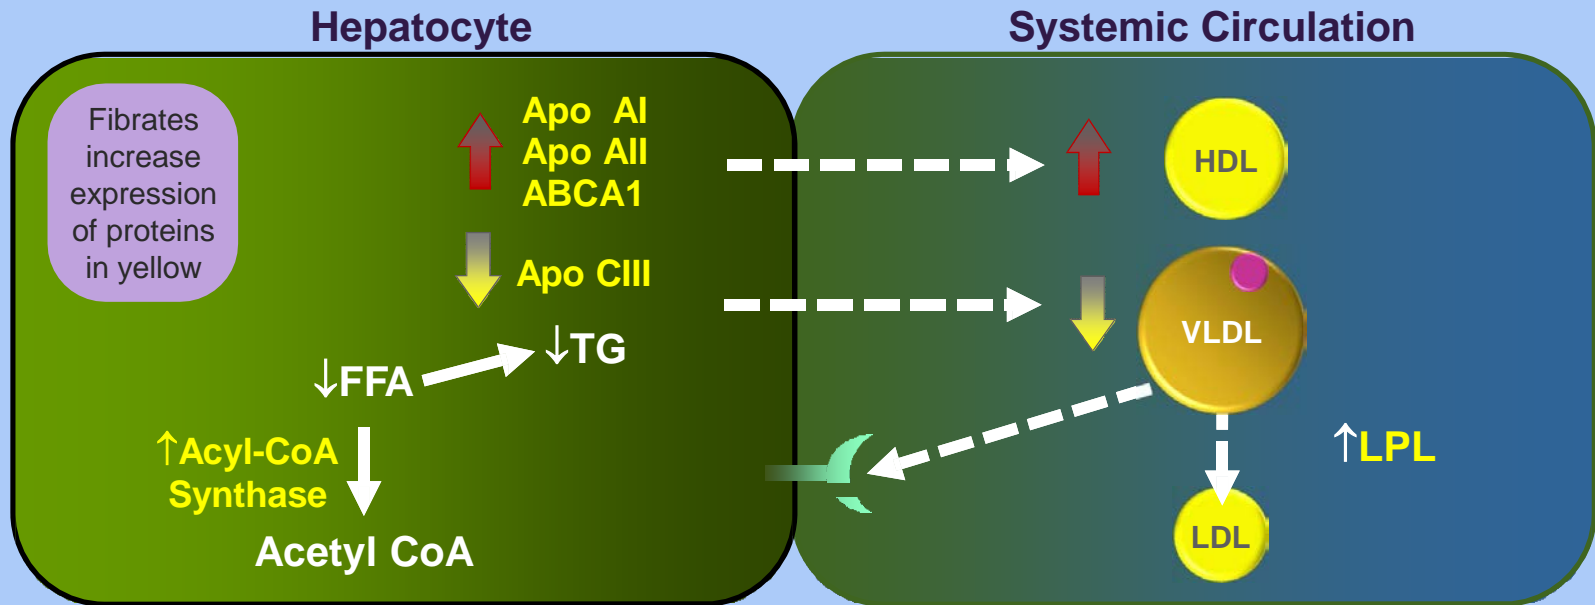 Hepatocyte
Systemic Circulation
Fibrates
increase
expression
of proteins
in yellow
Apo AI
Apo AII
ABCA1
Apo CIII
↓TG
↓FFA
↑Acyl-CoA
Synthase
Acetyl CoA
HDL
VLDL
↑LPL
LDL